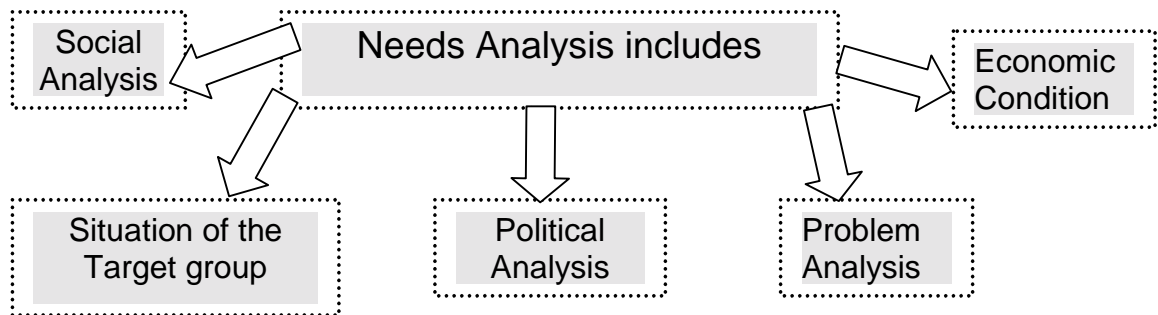 Needs Analysis includes
Social
Analysis
Economic
Condition
Situation of the
Target group
Political
Analysis
Problem
Analysis